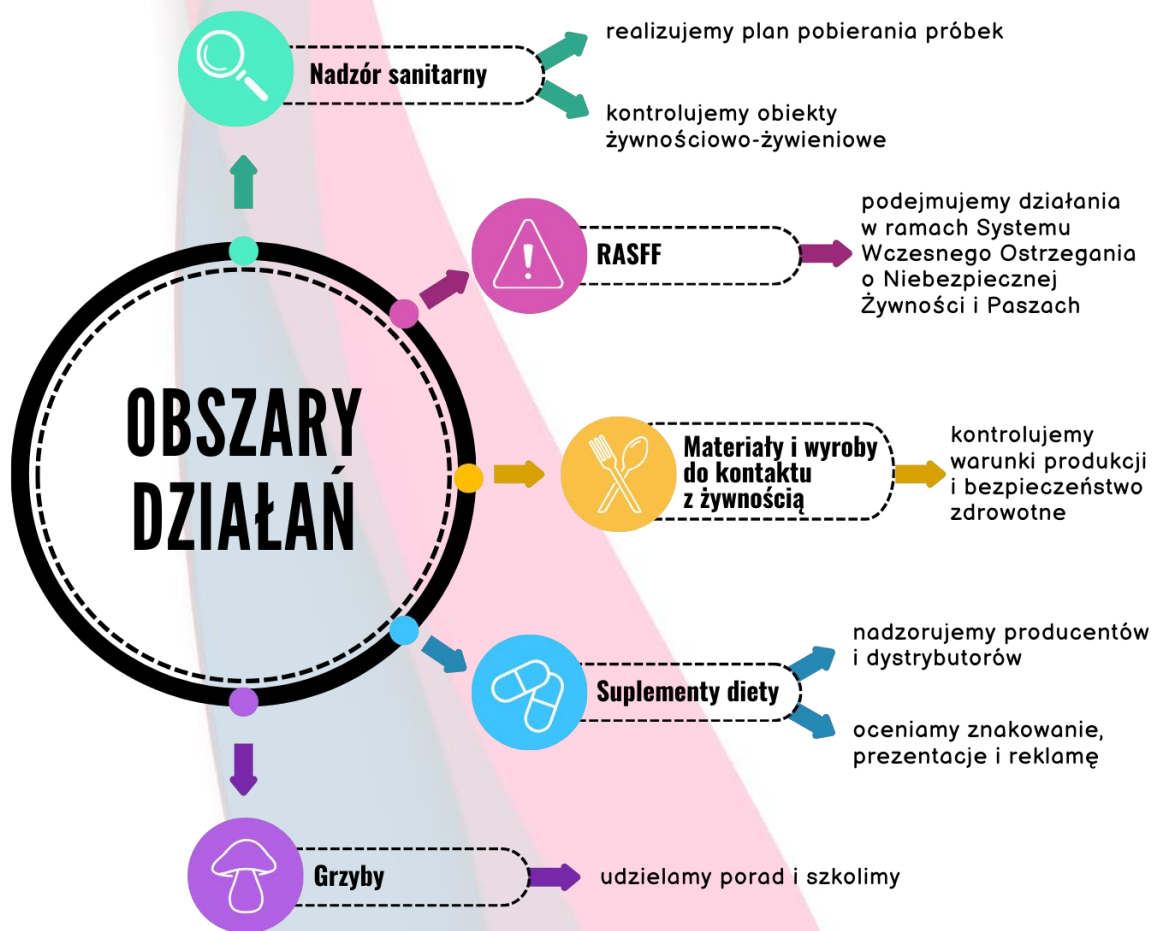 Nadzór sanitarny
realizujemy plan pobierania próbek
kontrolujemy obiekty
żywnościowo-żywieniowe
RASFF
podejmujemy działania
w ramach Systemu
Wczesnego Ostrzegania
o Niebezpiecznej
Żywności i Paszach
OBSZARY
DZIAŁAŃ
Materiały i wyroby
do kontaktu
z żywnością
kontrolujemy
warunki produkcji
i bezpieczeństwo
zdrowotne
Suplementy diety
nadzorujemy producentów
i dystrybutorów
oceniamy znakowanie,
prezentacje i reklamę
Grzyby
udzielamy porad i szkolimy